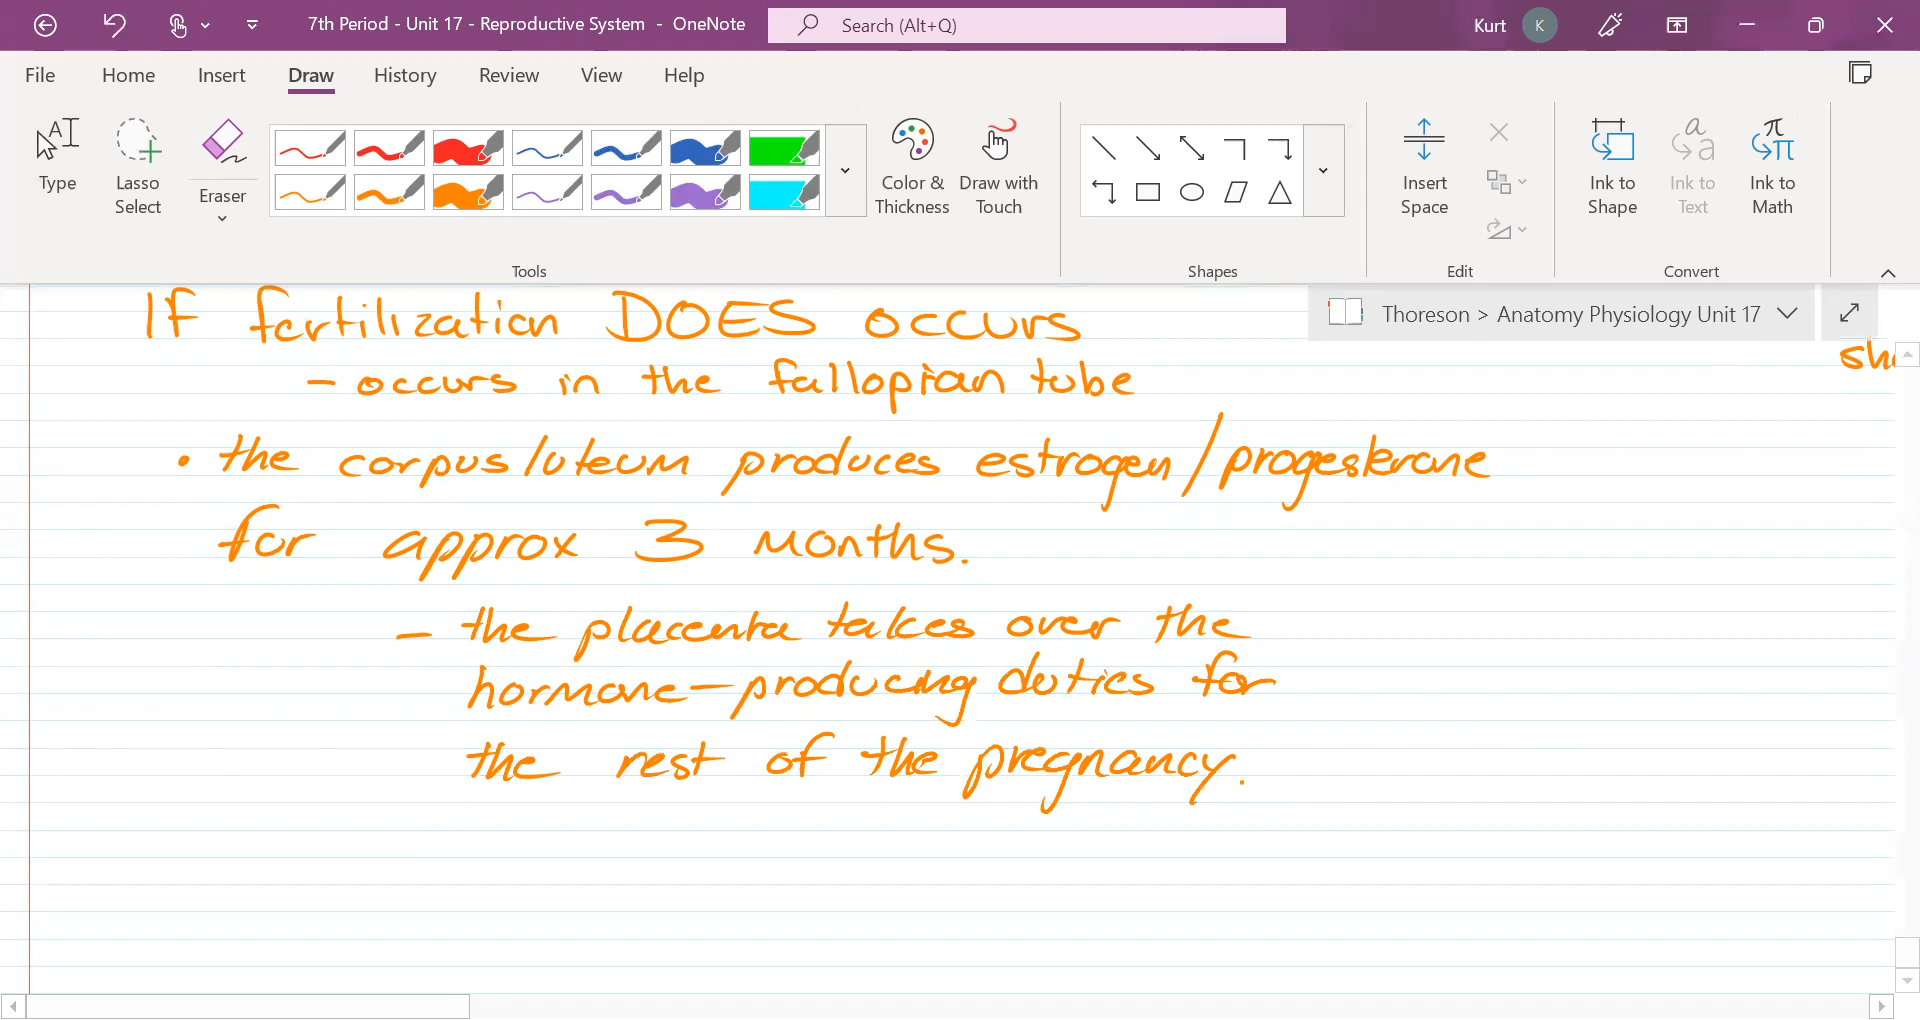 7th Period - Unit 17 - Reproductive System - OneNote
Search (Alt+Q)
Kurt
K
File Home Insert Draw History Review View Help
Type
Lasso Select
Eraser
Color & Thickness
Draw with Touch
Insert Space
Ink to Shape
Ink to Text
Ink to Math
Tools
Shapes
Edit
Convert
Thoreson > Anatomy Physiology Unit 17
If fertilization DOES occurs
- occurs in the fallopian tube
• the corpus luteum produces estrogen/progesterone
for approx 3 months.
- the placenta takes over the
hormone-producing duties for
the rest of the pregnancy.